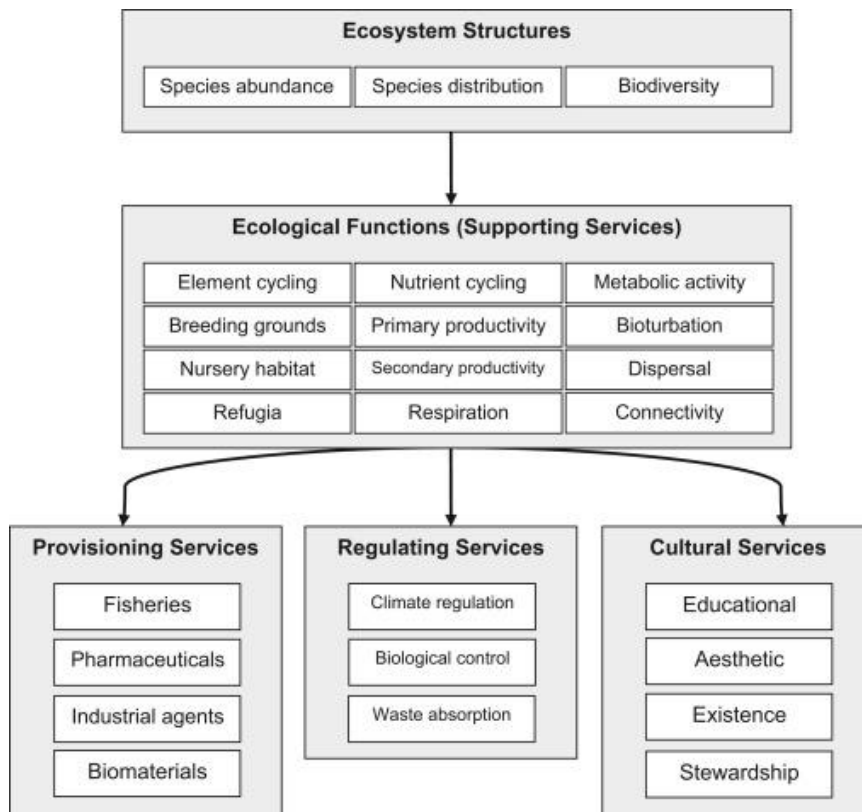 Ecosystem Structures
Species abundance
Species distribution
Biodiversity
Ecological Functions (Supporting Services)
Element cycling
Nutrient cycling
Metabolic activity
Breeding grounds
Primary productivity
Bioturbation
Nursery habitat
Secondary productivity
Dispersal
Refugia
Respiration
Connectivity
Provisioning Services
Fisheries
Pharmaceuticals
Industrial agents
Biomaterials
Regulating Services
Climate regulation
Biological control
Waste absorption
Cultural Services
Educational
Aesthetic
Existence
Stewardship